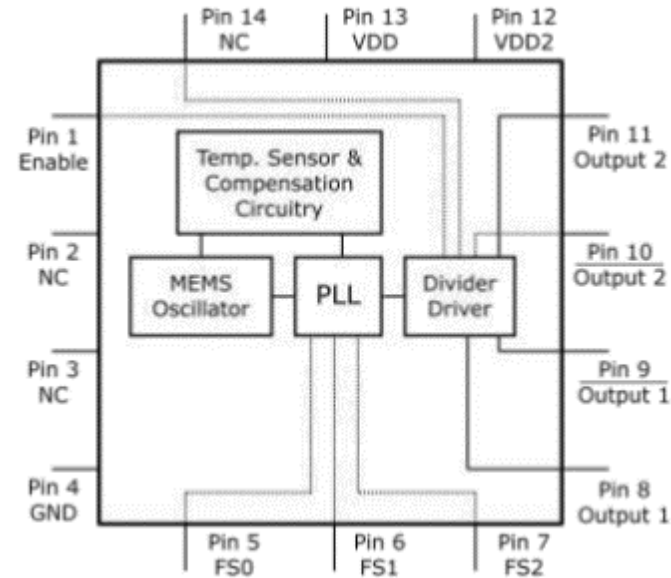 Pin 14
NC
Pin 13
VDD
Pin 12
VDD2
Pin 1
Enable
Pin 11
Output 2
Temp. Sensor &
Compensation
Circuitry
Pin 2
NC
MEMS
Oscillator
PLL
Divider
Driver
Pin 10
Output 2
Pin 3
NC
Pin 9
Output 1
Pin 4
GND
Pin 8
Output 1
Pin 5
FS0
Pin 6
FS1
Pin 7
FS2